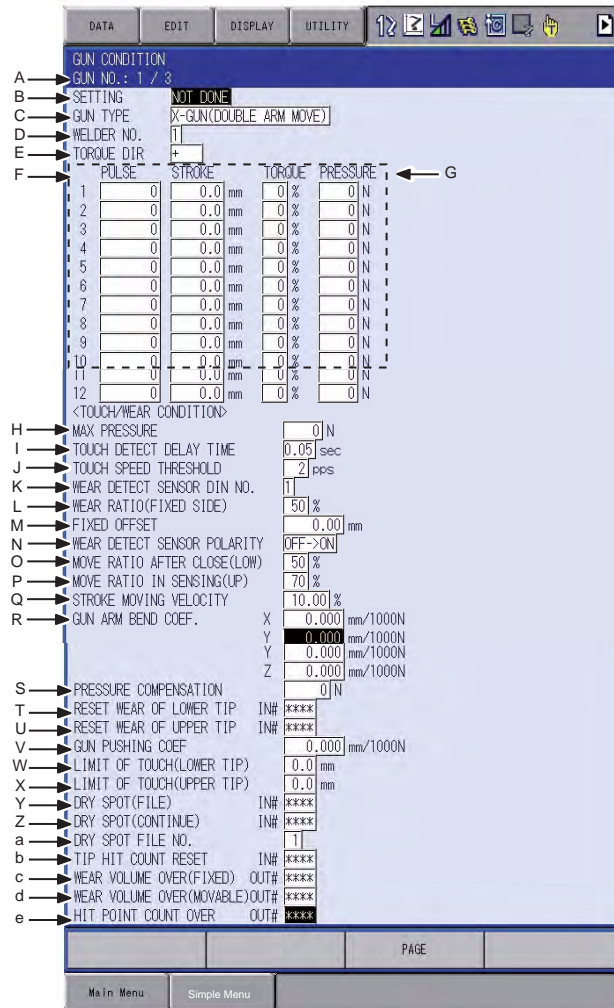 DATA EDIT DISPLAY UTILITY
GUN CONDITION
A GUN NO.: 1 / 3
B SETTING NOT DONE
C GUN TYPE X-GUN(DOUBLE ARM MOVE)
D WELDER NO. 1
E TORQUE DIR +
F PULSE STROKE TORQUE PRESSURE G
1 0 0.0 mm 0 % 0 N
2 0 0.0 mm 0 % 0 N
3 0 0.0 mm 0 % 0 N
4 0 0.0 mm 0 % 0 N
5 0 0.0 mm 0 % 0 N
6 0 0.0 mm 0 % 0 N
7 0 0.0 mm 0 % 0 N
8 0 0.0 mm 0 % 0 N
9 0 0.0 mm 0 % 0 N
10 0 0.0 mm 0 % 0 N
11 0 0.0 mm 0 % 0 N
12 0 0.0 mm 0 % 0 N
<TOUCH/WEAR CONDITION>
H MAX PRESSURE 0 N
I TOUCH DETECT DELAY TIME 0.05 sec
J TOUCH SPEED THRESHOLD 2 pps
K WEAR DETECT SENSOR DIN NO. 1
L WEAR RATIO(FIXED SIDE) 50 %
M FIXED OFFSET 0.00 mm
N WEAR DETECT SENSOR POLARITY OFF->ON
O MOVE RATIO AFTER CLOSE(LOW) 50 %
P MOVE RATIO IN SENSING(UP) 70 %
Q STROKE MOVING VELOCITY 10.00 %
R GUN ARM BEND COEF. X 0.000 mm/1000N
Y 0.000 mm/1000N
Y 0.000 mm/1000N
Z 0.000 mm/1000N
S PRESSURE COMPENSATION 0 N
T RESET WEAR OF LOWER TIP IN# ****
U RESET WEAR OF UPPER TIP IN# ****
V GUN PUSHING COEF 0.000 mm/1000N
W LIMIT OF TOUCH(LOWER TIP) 0.0 mm
X LIMIT OF TOUCH(UPPER TIP) 0.0 mm
Y DRY SPOT(FILE) IN# ****
Z DRY SPOT(CONTINUE) IN# ****
a DRY SPOT FILE NO. 1
b TIP HIT COUNT RESET IN# ****
c WEAR VOLUME OVER(FIXED) OUT# ****
d WEAR VOLUME OVER(MOVABLE)OUT# ****
e HIT POINT COUNT OVER OUT# ****
PAGE
Main Menu Simple Menu